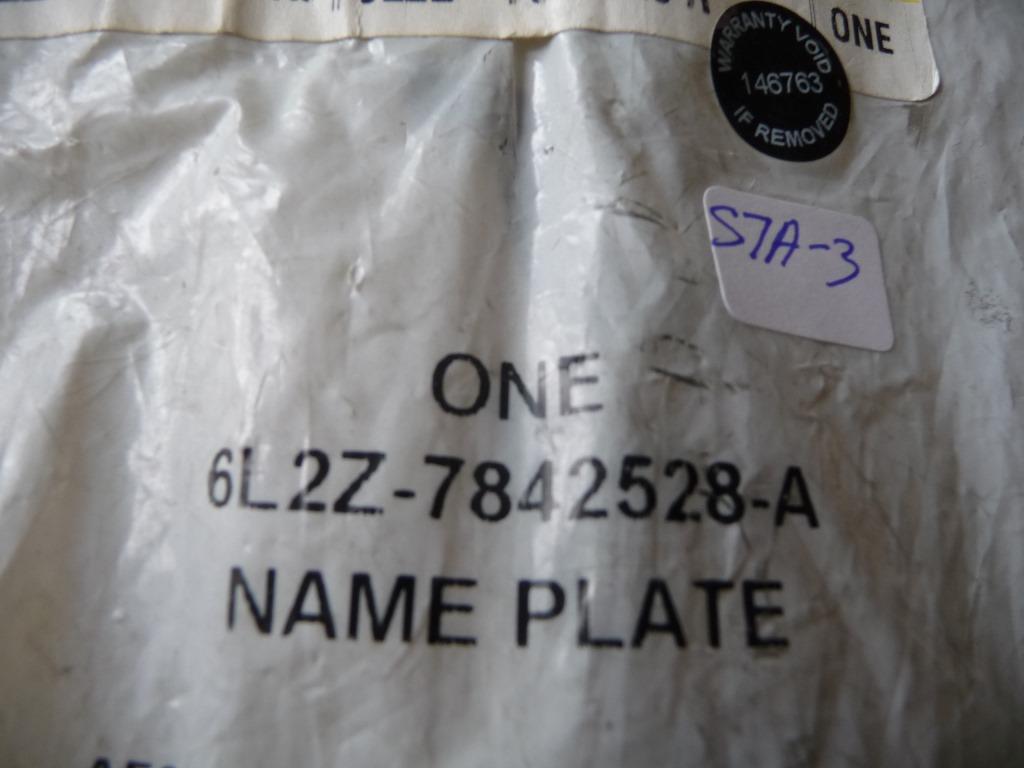 ONE
WARRANTY VOID
146763
IF REMOVED
S7A-3
ONE
6L2Z-7842528-A
NAME PLATE